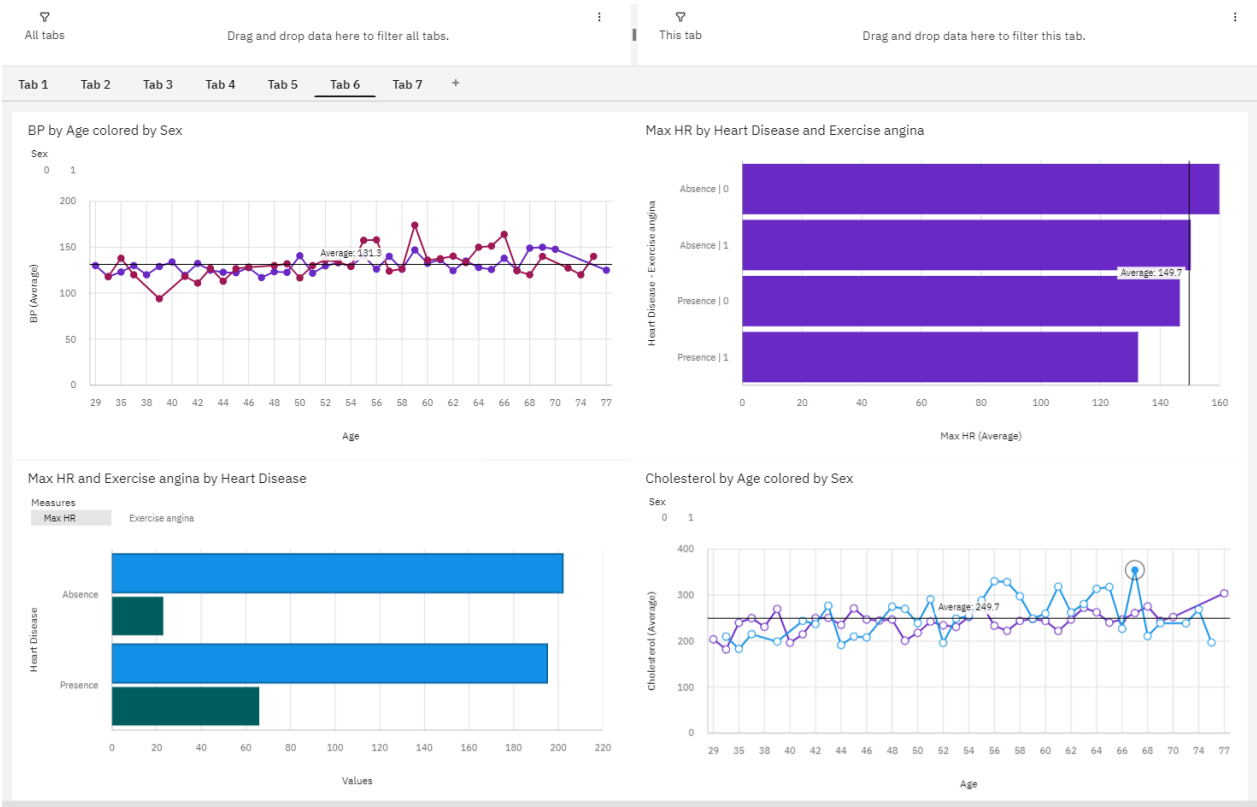 All tabs
Drag and drop data here to filter all tabs.
This tab
Drag and drop data here to filter this tab.
Tab 1 Tab 2 Tab 3 Tab 4 Tab 5 Tab 6 Tab 7 +
BP by Age colored by Sex
Sex
0 1
200
150
100
50
0
BP (Average)
Average: 131.3
29 35 38 40 42 44 46 48 50 52 54 56 58 60 62 64 66 68 70 74 77
Age
Max HR by Heart Disease and Exercise angina
Heart Disease - Exercise angina
Absence | 0
Absence | 1
Presence | 0
Presence | 1
Average: 149.7
0 20 40 60 80 100 120 140 160
Max HR (Average)
Max HR and Exercise angina by Heart Disease
Measures
Max HR Exercise angina
Heart Disease
Absence
Presence
0 20 40 60 80 100 120 140 160 180 200 220
Values
Cholesterol by Age colored by Sex
Sex
0 1
400
300
200
100
0
Cholesterol (Average)
Average: 249.7
29 35 38 40 42 44 46 48 50 52 54 56 58 60 62 64 66 68 70 74 77
Age